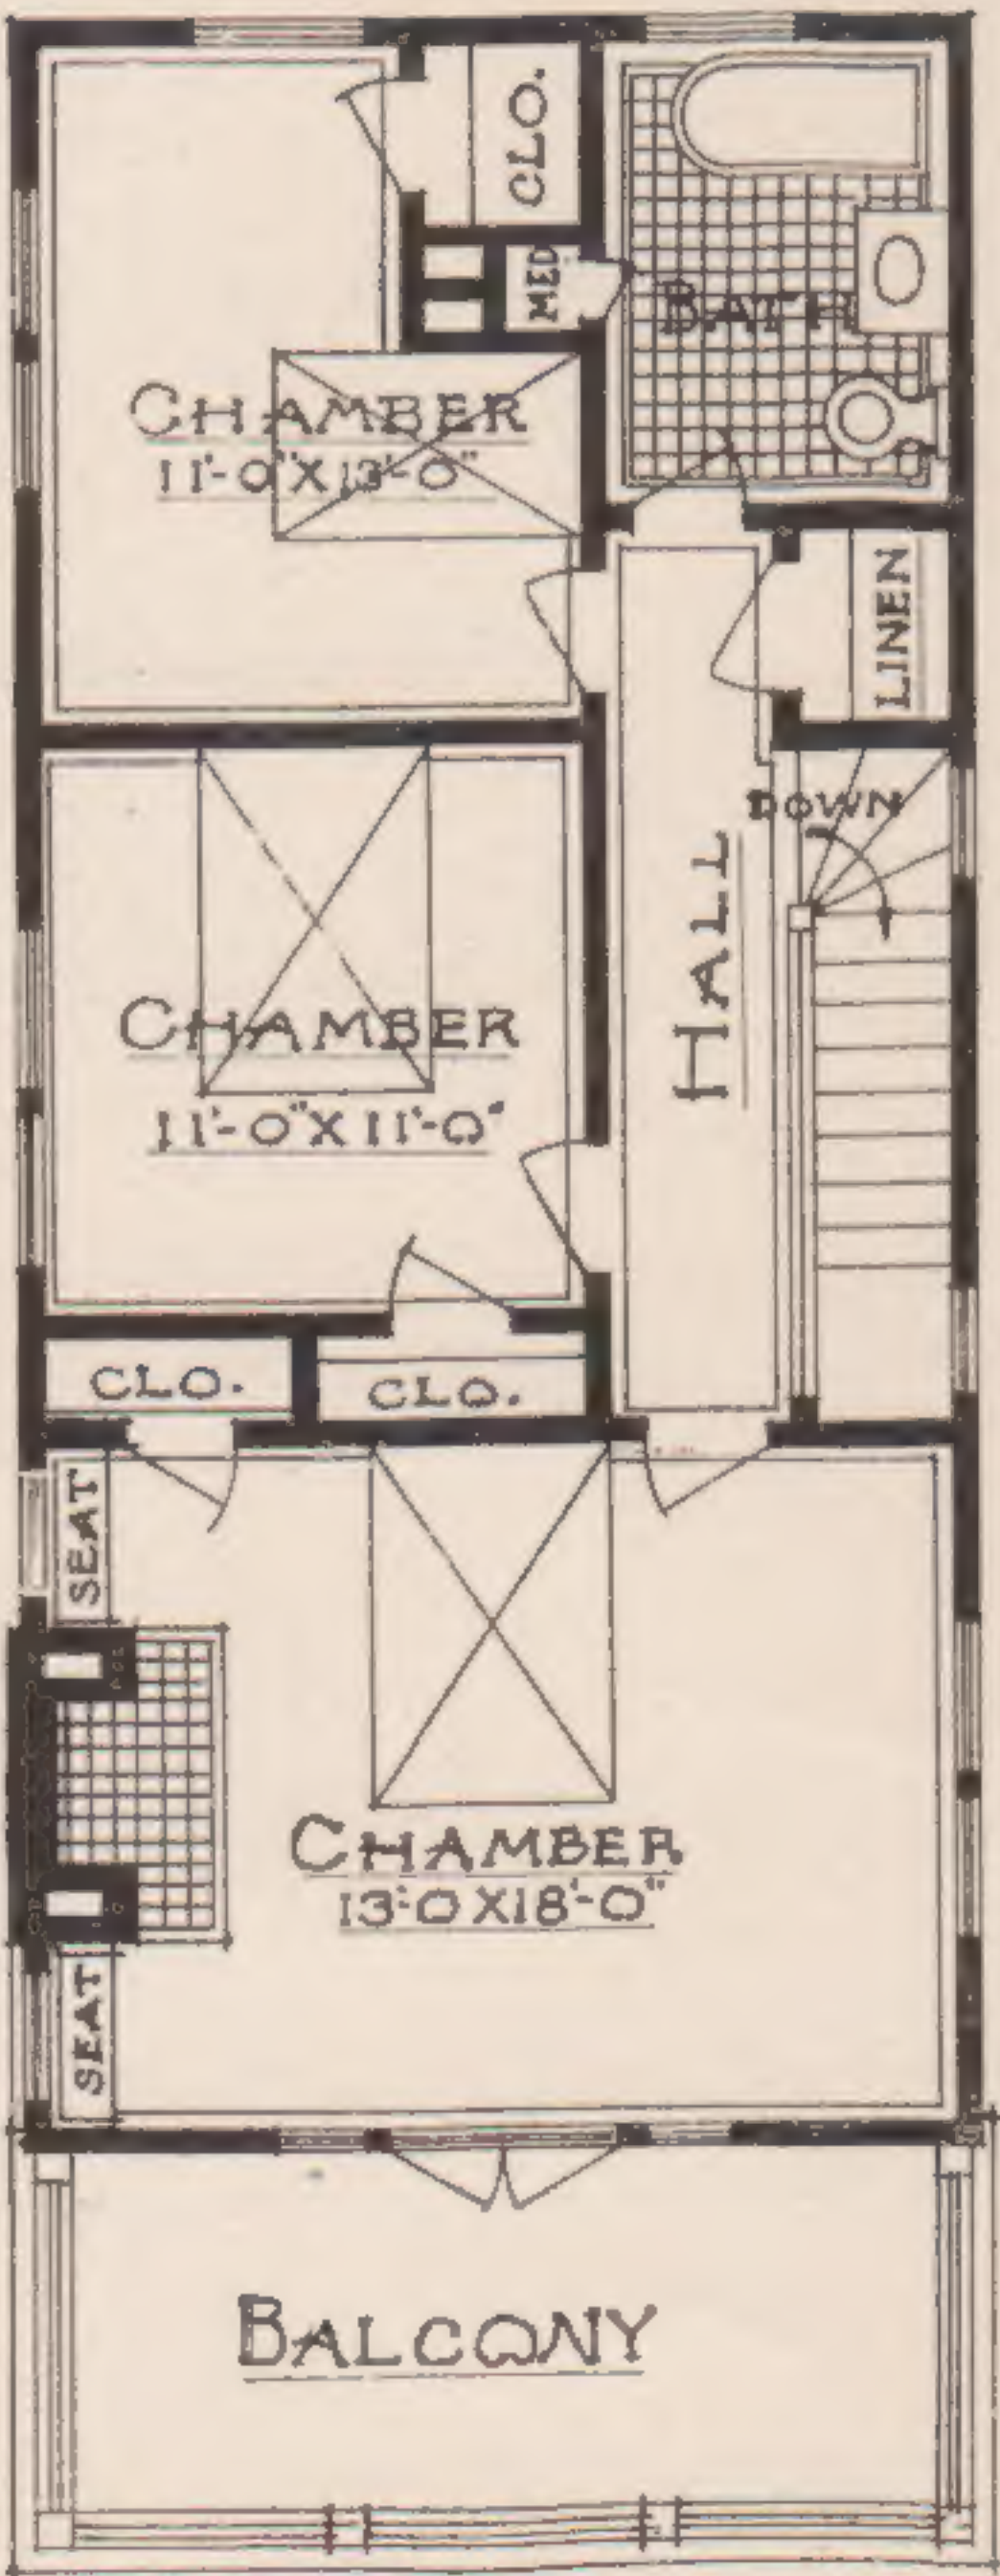 CLO.
MED
BATH
CHAMBER
11'-0"X13'-0"
LINEN
DOWN
HALL
CHAMBER
11'-0"X11'-0"
CLO.
CLO.
SEAT
CHAMBER
13'-0X18'-0"
SEAT
BALCONY